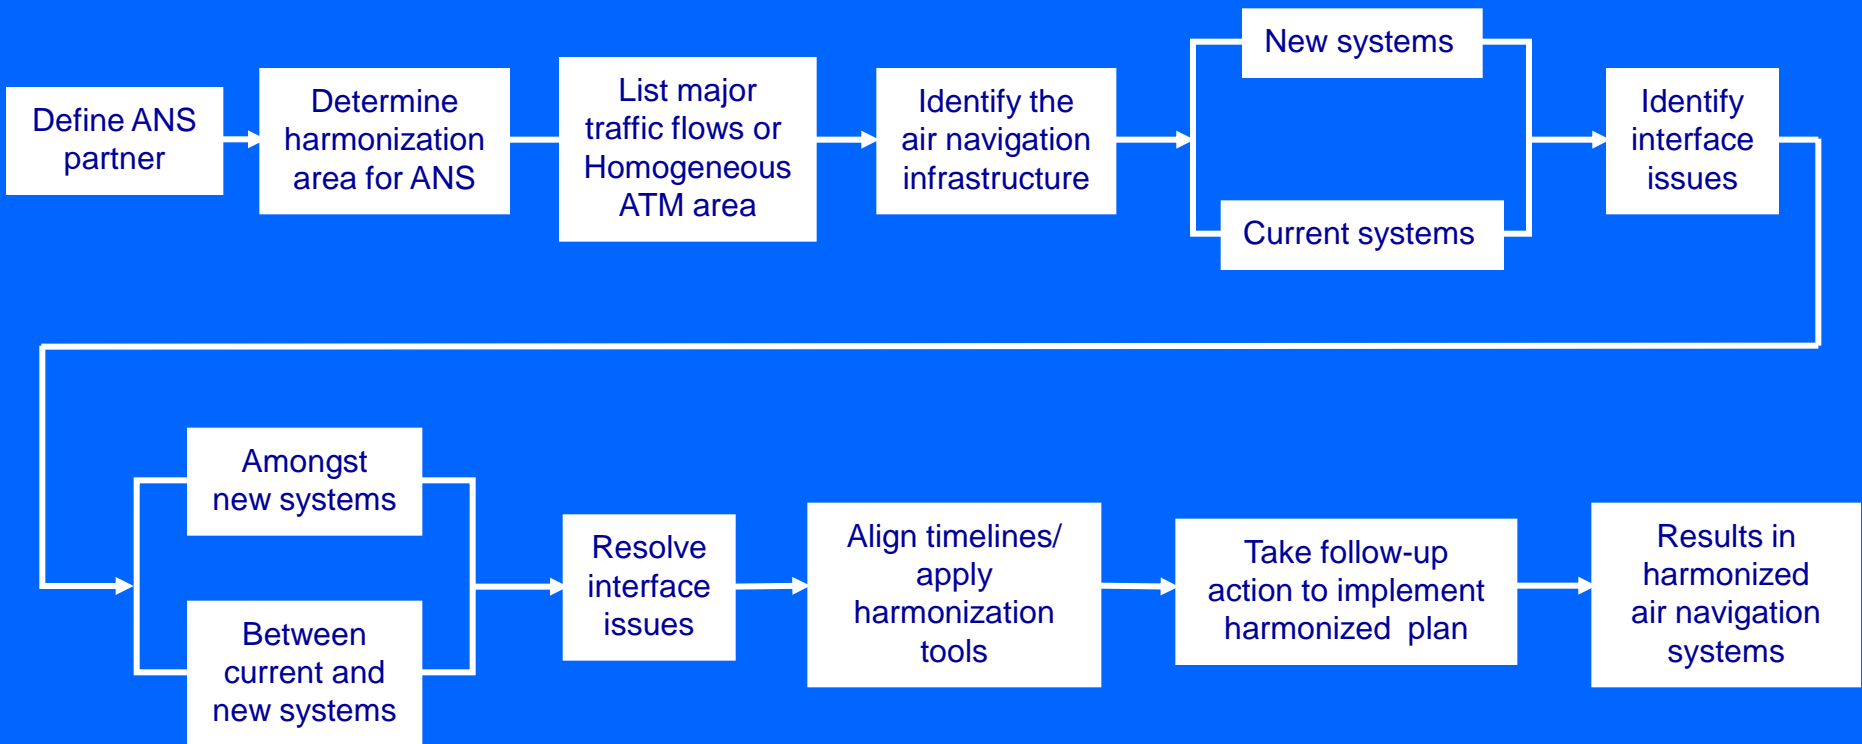 Define ANS
partner
Determine
harmonization
area for ANS
List major
traffic flows or
Homogeneous
ATM area
Identify the
air navigation
infrastructure
New systems
Current systems
Identify
interface
issues
Amongst
new systems
Between
current and
new systems
Resolve
interface
issues
Align timelines/
apply
harmonization
tools
Take follow-up
action to implement
harmonized plan
Results in
harmonized
air navigation
systems